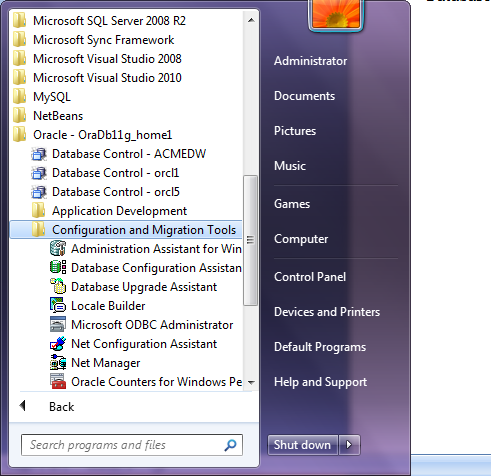 Microsoft SQL Server 2008 R2
Microsoft Sync Framework
Microsoft Visual Studio 2008
Microsoft Visual Studio 2010
MySQL
NetBeans
Oracle - OraDb11g_home1
Database Control - ACMEDW
Database Control - orcl1
Database Control - orcl5
Application Development
Configuration and Migration Tools
Administration Assistant for Win
Database Configuration Assistan
Database Upgrade Assistant
Locale Builder
Microsoft ODBC Administrator
Net Configuration Assistant
Net Manager
Oracle Counters for Windows Pe
Back
Search programs and files
Administrator
Documents
Pictures
Music
Games
Computer
Control Panel
Devices and Printers
Default Programs
Help and Support
Shut down